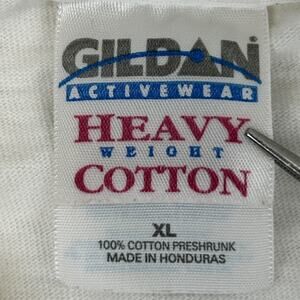 GILDAN
ACTIVEWEAR
HEAVY
WEIGHT
COTTON
XL
100% COTTON PRESHRUNK
MADE IN HONDURAS